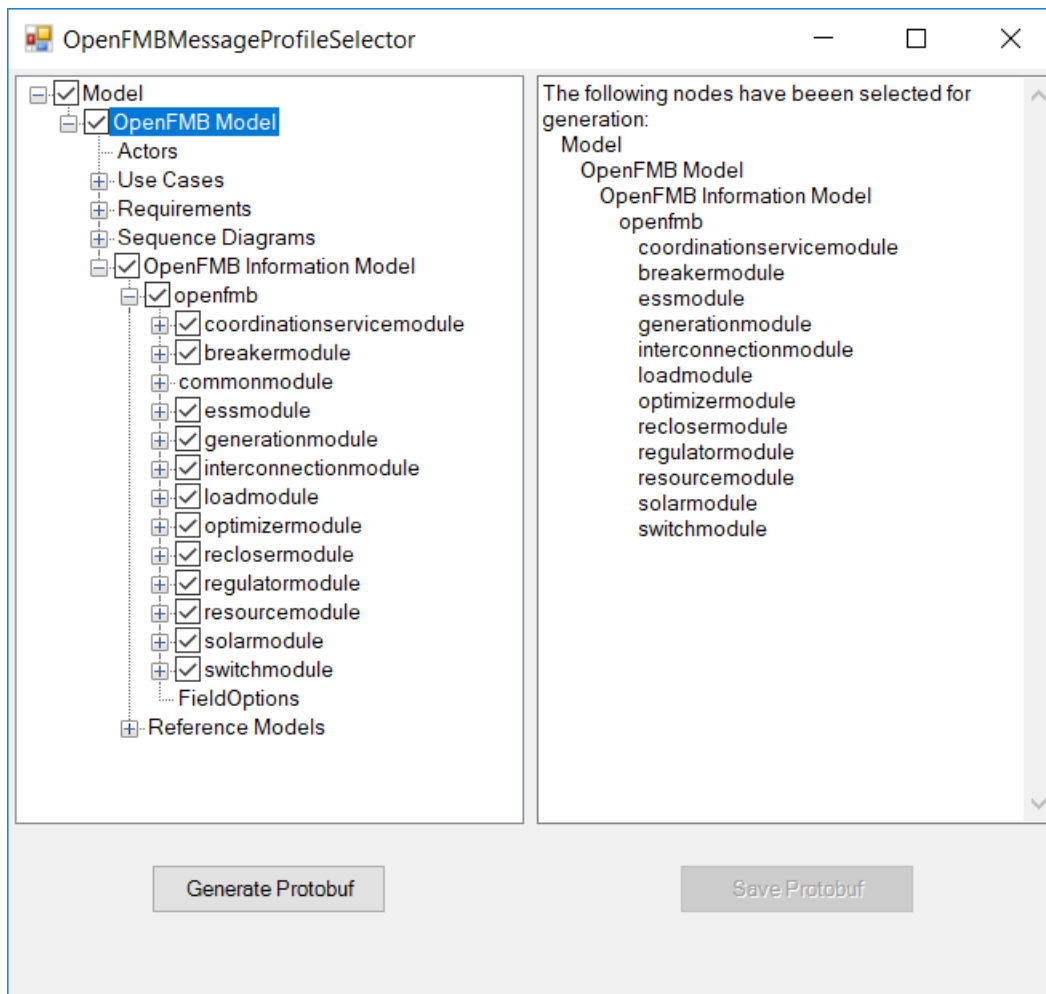 OpenFMBMessageProfileSelector
Model
OpenFMB Model
Actors
Use Cases
Requirements
Sequence Diagrams
OpenFMB Information Model
openfmb
coordinationservicemodule
breakermodule
commonmodule
essmodule
generationmodule
interconnectionmodule
loadmodule
optimizermodule
reclosermodule
regulatormodule
resourcemodule
solarmodule
switchmodule
FieldOptions
Reference Models
The following nodes have beeen selected for
generation:
Model
OpenFMB Model
OpenFMB Information Model
openfmb
coordinationservicemodule
breakermodule
essmodule
generationmodule
interconnectionmodule
loadmodule
optimizermodule
reclosermodule
regulatormodule
resourcemodule
solarmodule
switchmodule
Generate Protobuf
Save Protobuf